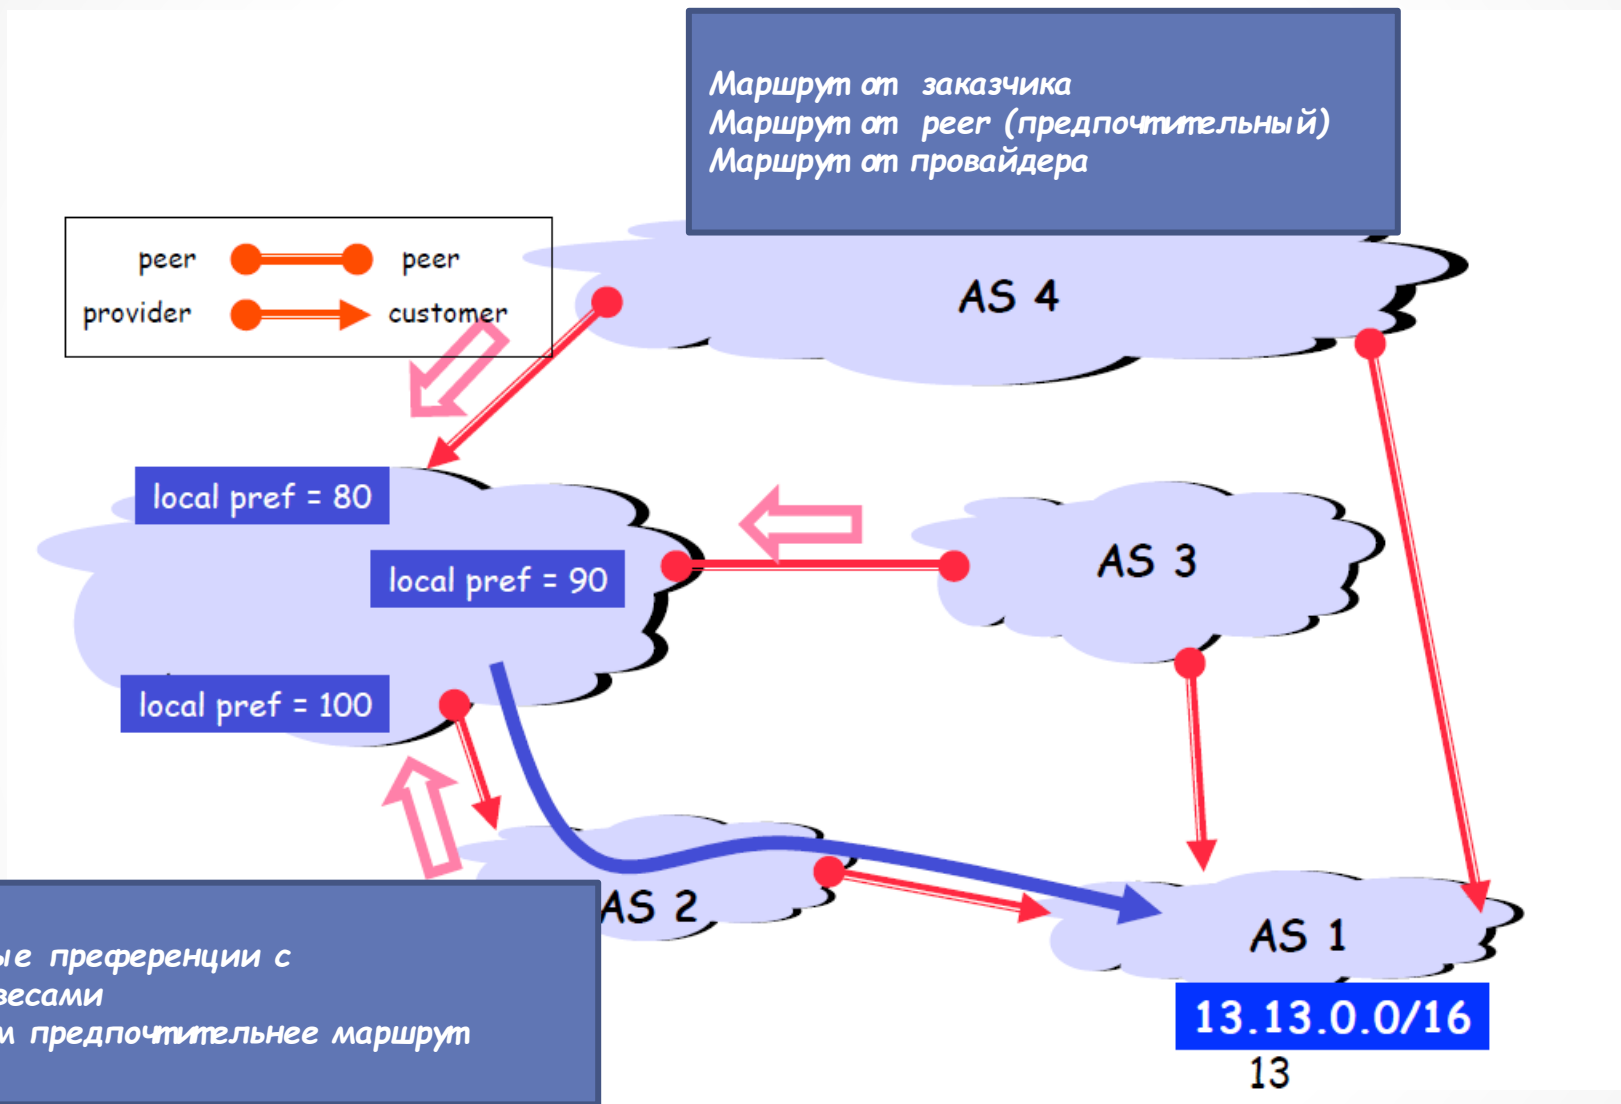 Маршрут от заказчика
Маршрут от peer (предпочтительный)
Маршрут от провайдера
peer peer
provider customer
AS 4
local pref = 80
local pref = 90
AS 3
local pref = 100
AS 2
AS 1
преференции с
предпочтительнее маршрут
13.13.0.0/16
13